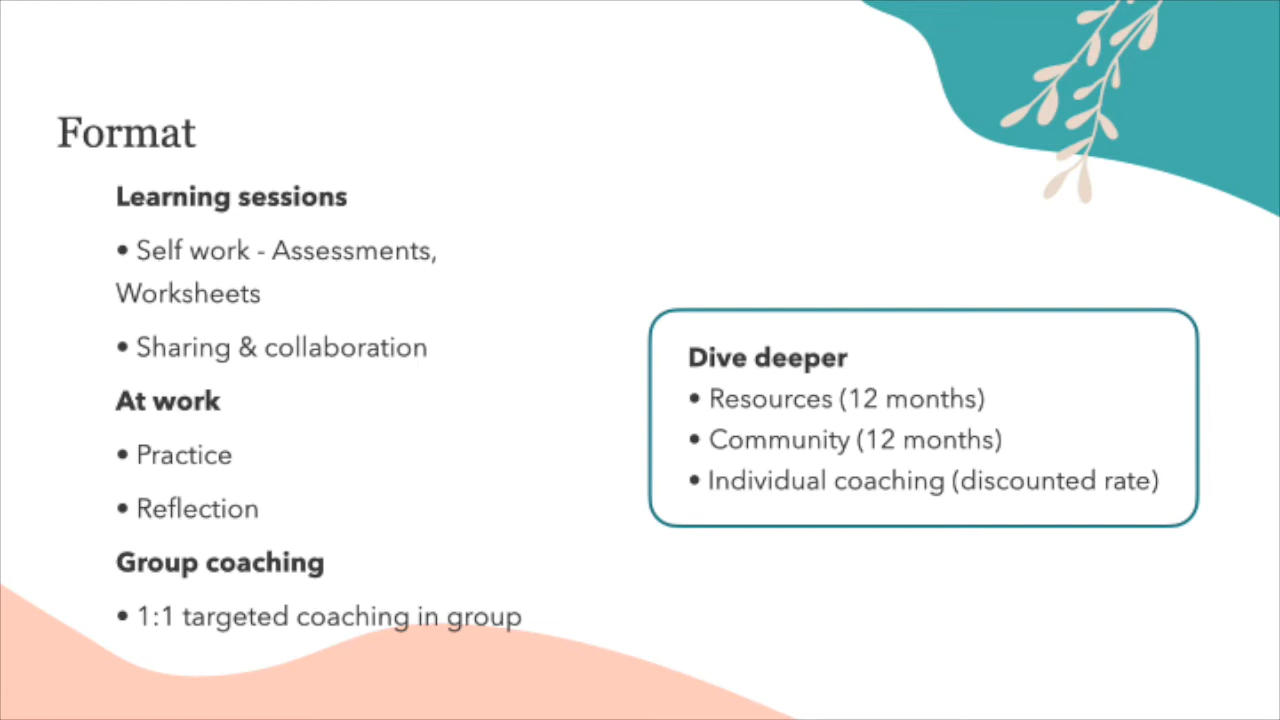 Format
Learning sessions
• Self work - Assessments,
Worksheets
• Sharing & collaboration
At work
• Practice
• Reflection
Group coaching
• 1:1 targeted coaching in group
Dive deeper
• Resources (12 months)
• Community (12 months)
• Individual coaching (discounted rate)